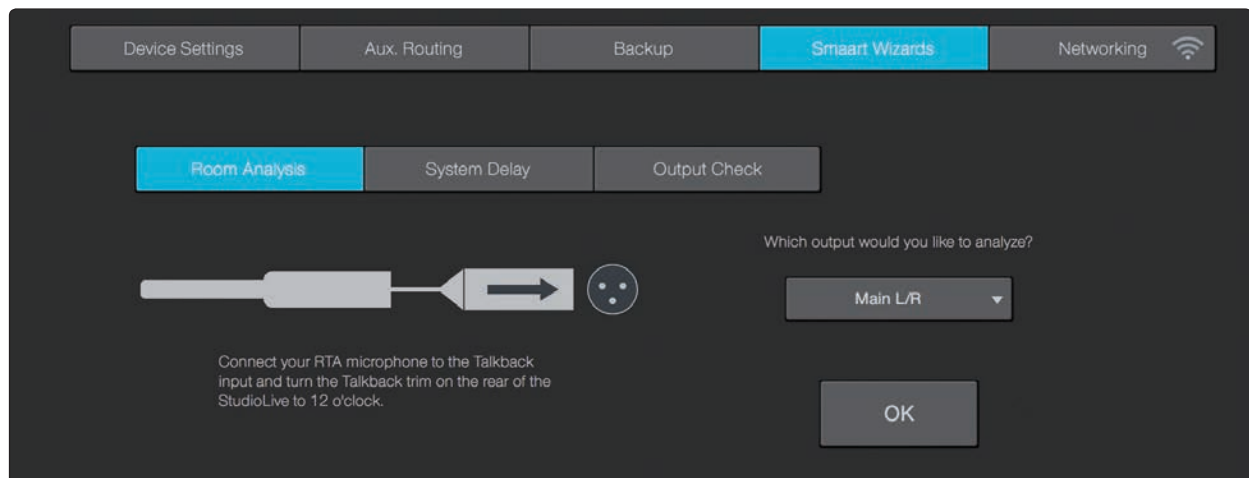 Device Settings
Aux. Routing
Backup
Smaart Wizards
Networking
Room Analysis
System Delay
Output Check
Which output would you like to analyze?
Main L/R
Connect your RTA microphone to the Talkback
input and turn the Talkback trim on the rear of the
StudioLive to 12 o'clock.
OK